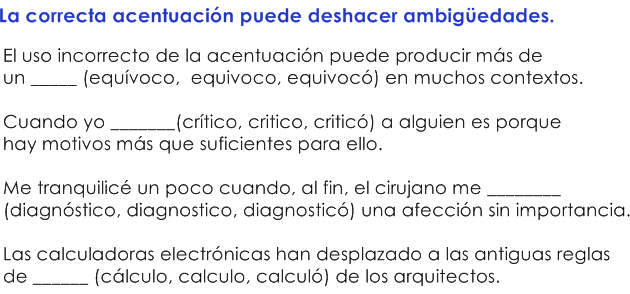 La correcta acentuación puede deshacer ambigüedades.
El uso incorrecto de la acentuación puede producir más de
un _____ (equívoco, equivoco, equivocó) en muchos contextos.
Cuando yo _______(crítico, critico, criticó) a alguien es porque
hay motivos más que suficientes para ello.
Me tranquilicé un poco cuando, al fin, el cirujano me ________
(diagnóstico, diagnostico, diagnosticó) una afección sin importancia.
Las calculadoras electrónicas han desplazado a las antiguas reglas
de ______ (cálculo, calculo, calculó) de los arquitectos.